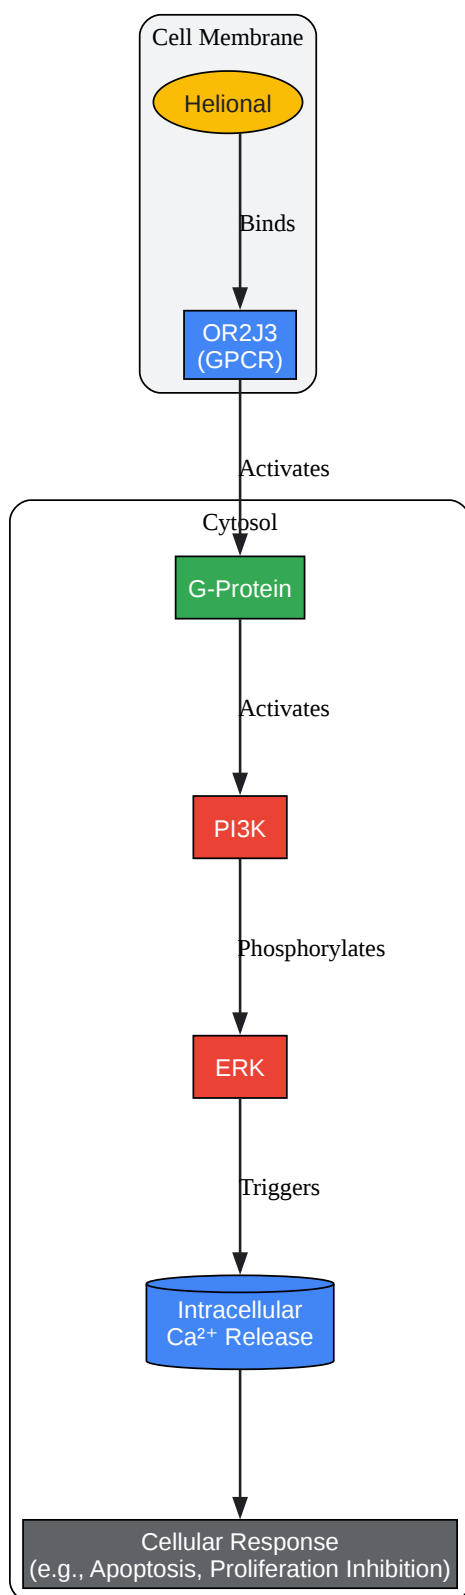 Cell Membrane
Helional
Binds
OR2J3
(GPCR)
Activates
Cytosol
G-Protein
Activates
PI3K
Phosphorylates
ERK
Triggers
Intracellular
Ca²⁺ Release
Cellular Response
(e.g., Apoptosis, Proliferation Inhibition)